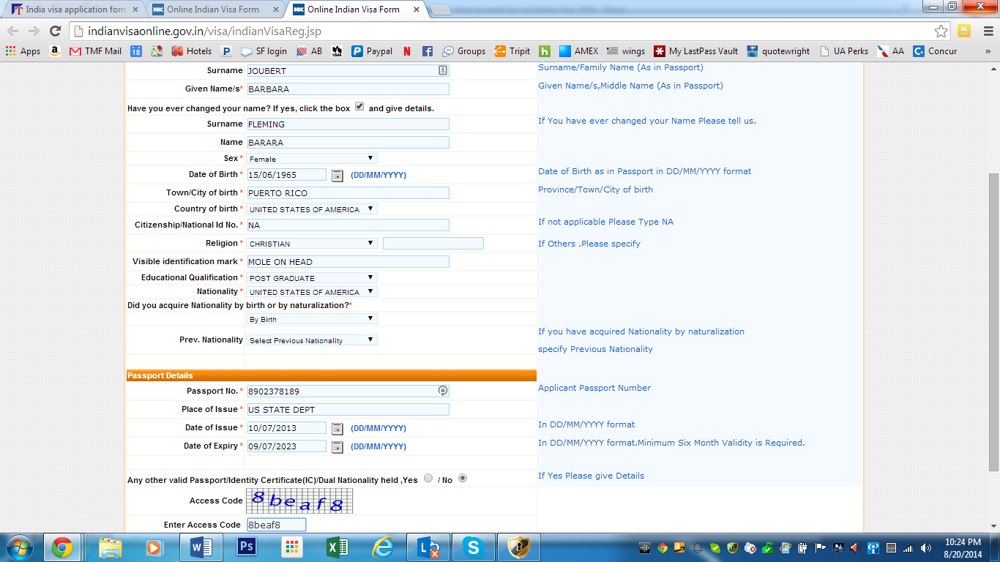 India visa application form
Online Indian Visa Form
Online Indian Visa Form
indianvisaonline.gov.in/visa/indianVisaReg.jsp
Apps TMF Mail 18 Hotels SF login AB Paypal Groups Tripit AMEX wings My LastPass Vault quotewright UA Perks AA Concur »
Surname JOUBERT Surname/Family Name (As in Passport)
Given Name/s* BARBARA Given Name/s,Middle Name (As in Passport)
Have you ever changed your name? If yes, click the box and give details.
Surname FLEMING If You have ever changed your Name Please tell us.
Name BARARA
Sex * Female
Date of Birth * 15/06/1965 (DD/MM/YYYY) Date of Birth as in Passport in DD/MM/YYYY format
Town/City of birth * PUERTO RICO Province/Town/City of birth
Country of birth * UNITED STATES OF AMERICA
Citizenship/National Id No. * NA If not applicable Please Type NA
Religion * CHRISTIAN If Others .Please specify
Visible identification mark * MOLE ON HEAD
Educational Qualification * POST GRADUATE
Nationality * UNITED STATES OF AMERICA
Did you acquire Nationality by birth or by naturalization?*
By Birth
Prev. Nationality Select Previous Nationality If you have acquired Nationality by naturalization
specify Previous Nationality
Passport Details
Passport No. * 8902378189 Applicant Passport Number
Place of Issue * US STATE DEPT
Date of Issue * 10/07/2013 (DD/MM/YYYY) In DD/MM/YYYY format
Date of Expiry * 09/07/2023 (DD/MM/YYYY) In DD/MM/YYYY format.Minimum Six Month Validity is Required.
Any other valid Passport/Identity Certificate(IC)/Dual Nationality held ,Yes / No If Yes Please give Details
Access Code 8beaf8
Enter Access Code 8beaf8
10:24 PM
8/20/2014